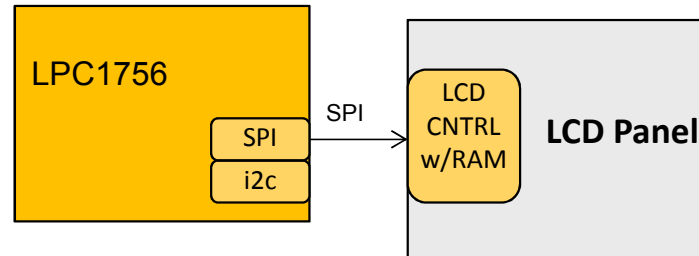 LPC1756
SPI
i2c
SPI
LCD
CNTRL
w/RAM
LCD Panel